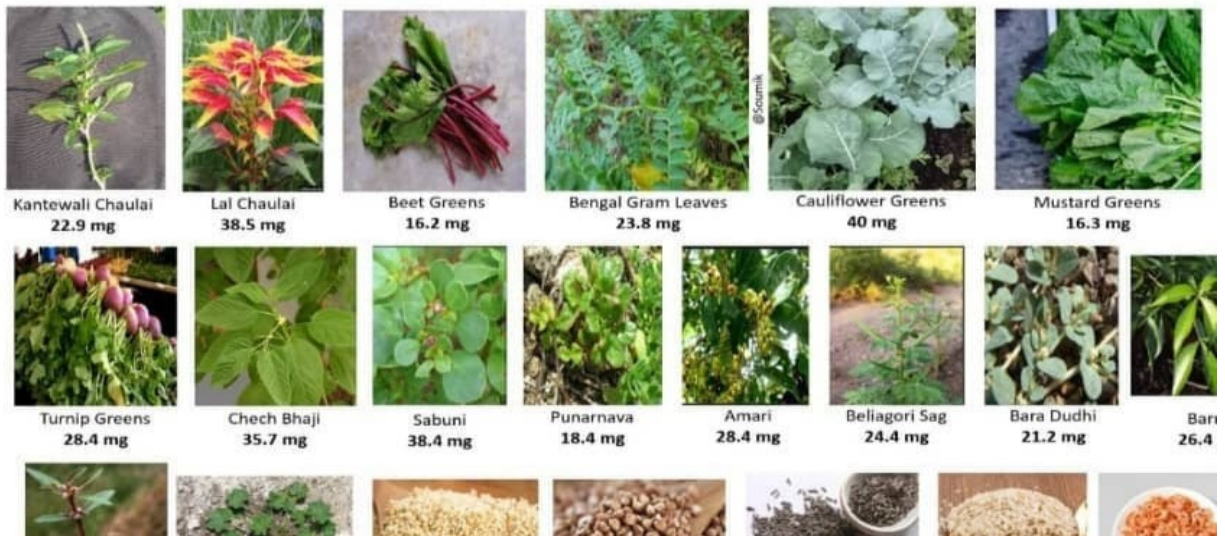 @Soumik
Kantewali Chaulai
22.9 mg
Lal Chaulai
38.5 mg
Beet Greens
16.2 mg
Bengal Gram Leaves
23.8 mg
Cauliflower Greens
40 mg
Mustard Greens
16.3 mg
Turnip Greens
28.4 mg
Chech Bhaji
35.7 mg
Sabuni
38.4 mg
Punarnava
18.4 mg
Amari
28.4 mg
Beliagori Sag
24.4 mg
Bara Dudhi
21.2 mg
26.4